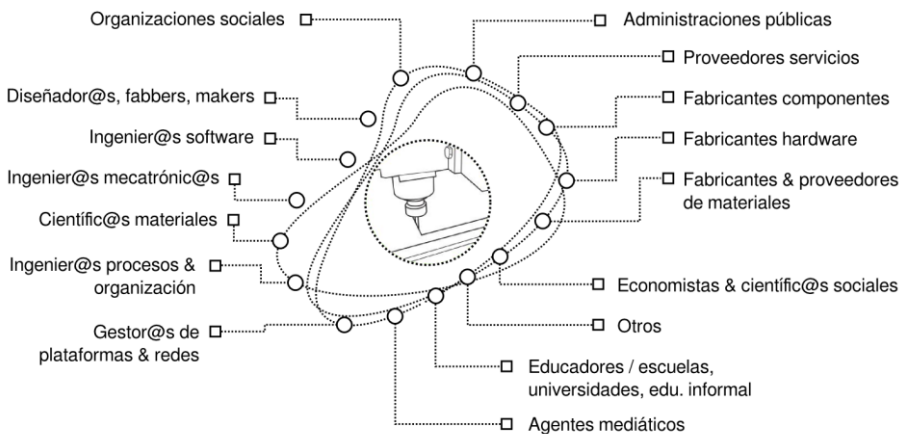 Organizaciones sociales
Diseñador@s, fabbers, makers
Ingenier@s software
Ingenier@s mecatrónic@s
Científic@s materiales
Ingenier@s procesos &
organización
Gestor@s de
plataformas & redes
Administraciones públicas
Proveedores servicios
Fabricantes componentes
Fabricantes hardware
Fabricantes & proveedores
de materiales
Economistas & científic@s sociales
Otros
Educadores / escuelas,
universidades, edu. informal
Agentes mediáticos